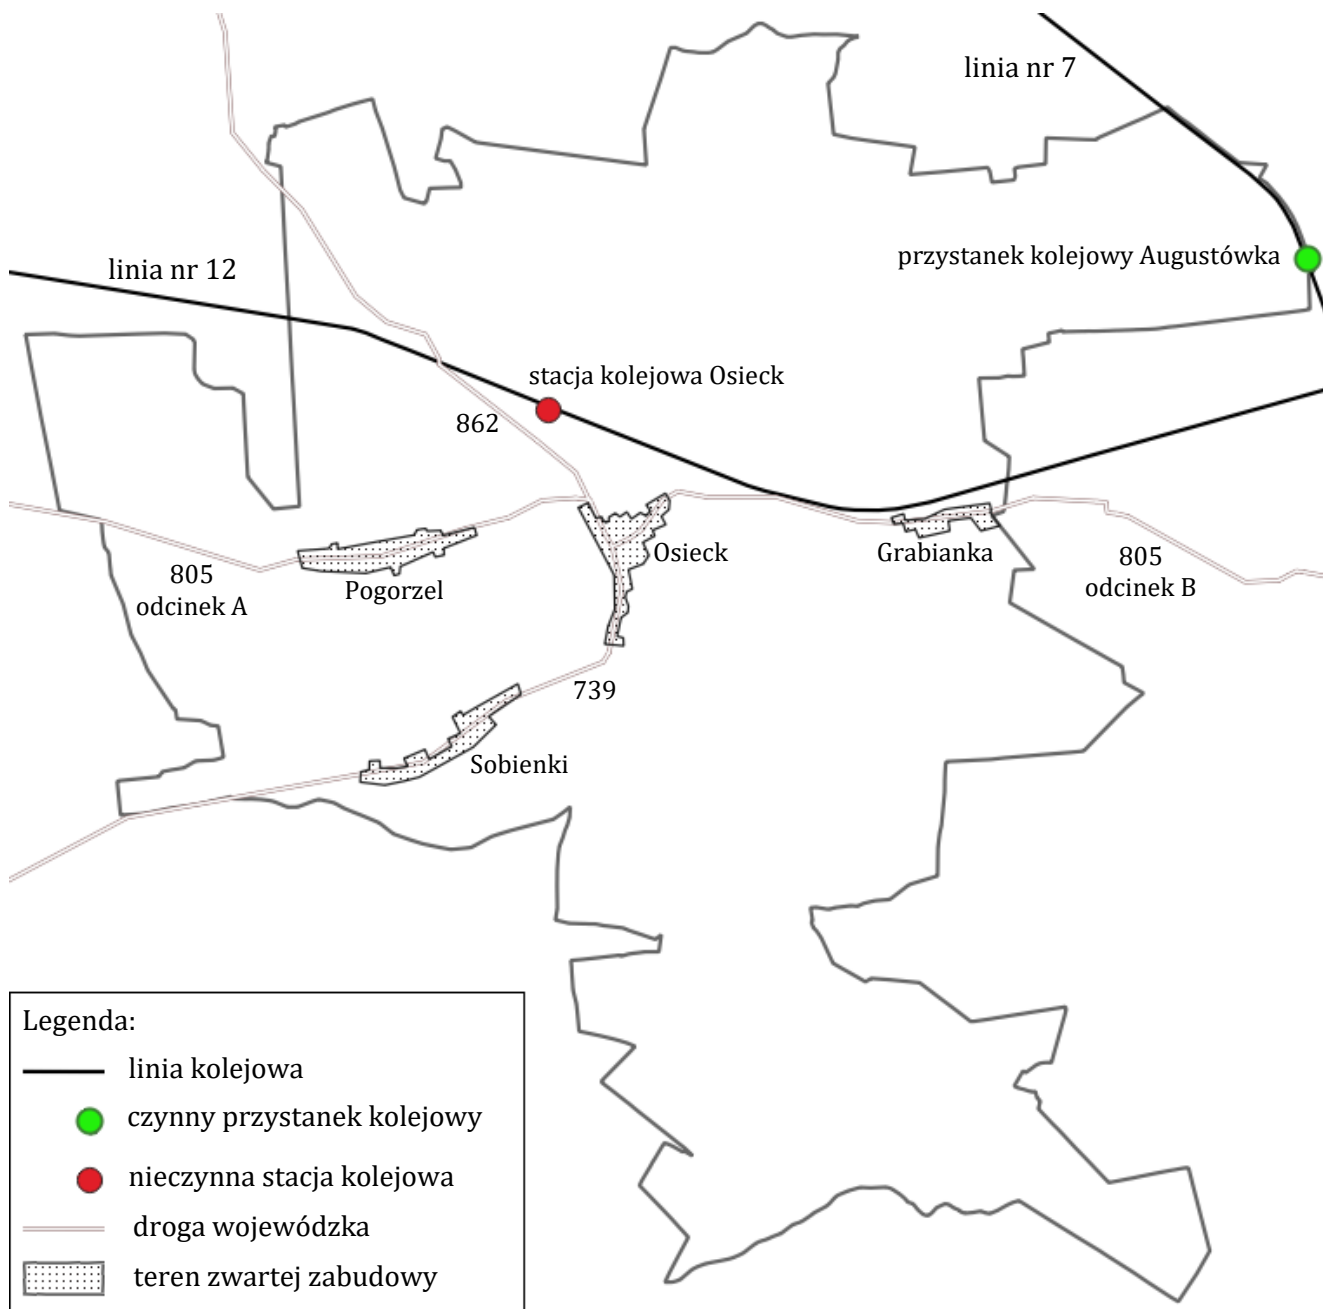 linia nr 7
przystanek kolejowy Augustówka
linia nr 12
stacja kolejowa Osieck
862
Osieck
Grabianka
805
odcinek A
Pogorzel
805
odcinek B
739
Sobienki
Legenda:
linia kolejowa
czynny przystanek kolejowy
nieczynna stacja kolejowa
droga wojewódzka
teren zwartej zabudowy